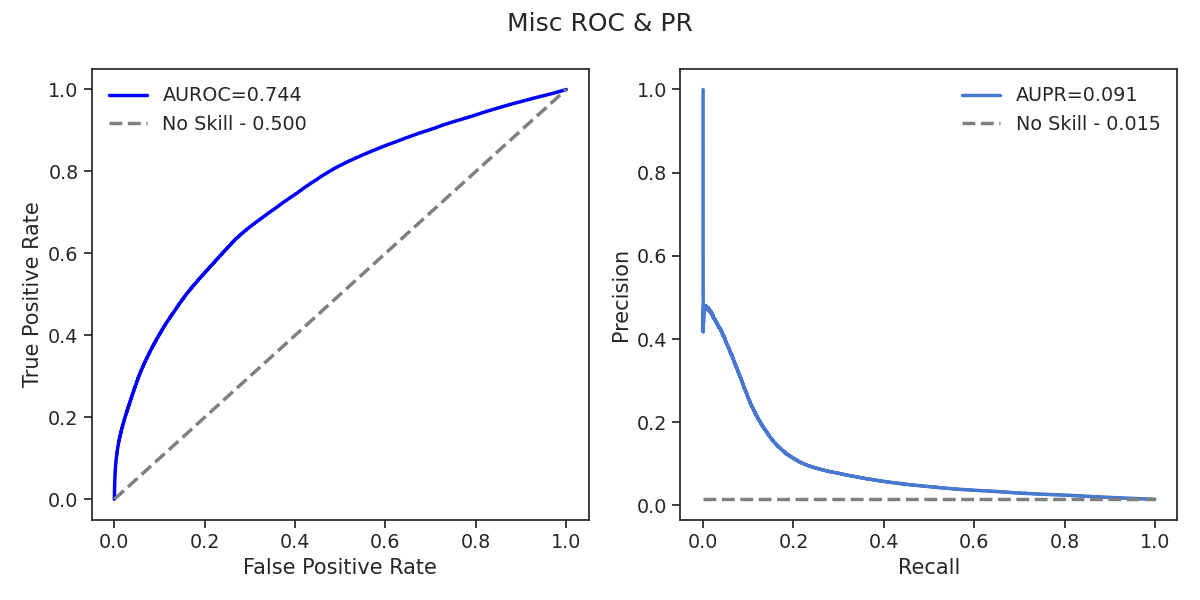 Misc ROC & PR
AUROC=0.744
No Skill - 0.500
True Positive Rate
1.0
0.8
0.6
0.4
0.2
0.0
0.0 0.2 0.4 0.6 0.8 1.0
False Positive Rate
AUPR=0.091
No Skill - 0.015
Precision
1.0
0.8
0.6
0.4
0.2
0.0
0.0 0.2 0.4 0.6 0.8 1.0
Recall